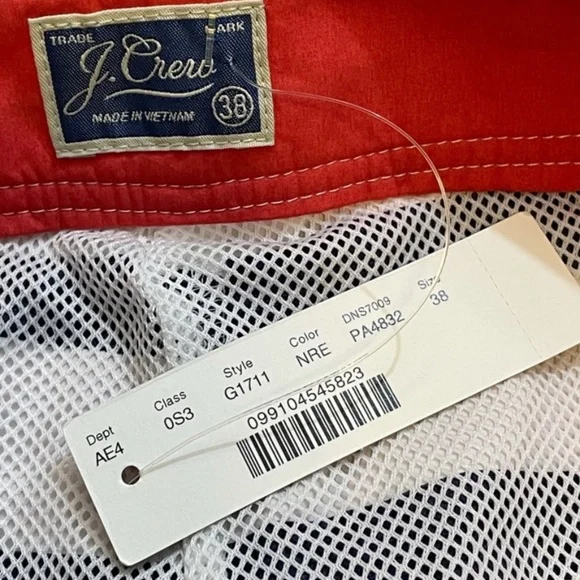 TRADE MARK
J.Crew
38
MADE IN VIETNAM
Dept Class Style Color DNS7009 Size
AE4 0S3 G1711 NRE PA4832 38
099104545823